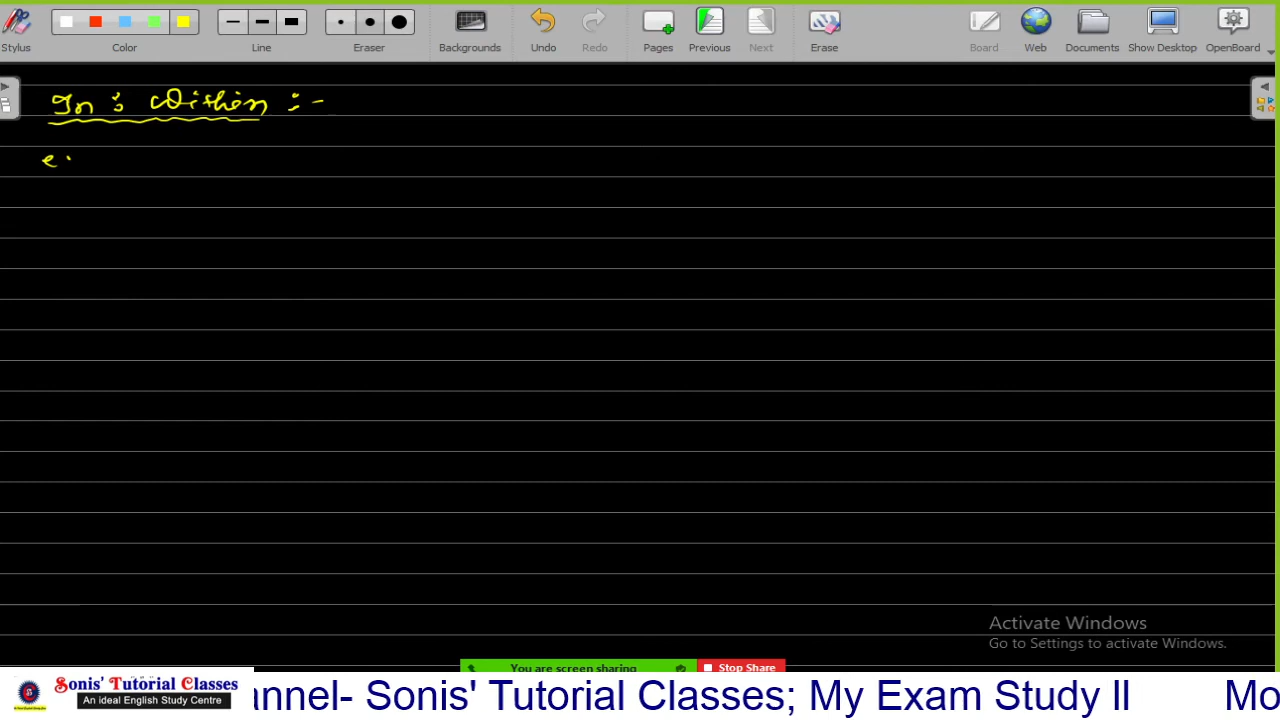 Stylus Color Line Eraser Backgrounds Undo Redo Pages Previous Next Erase Board Web Documents Show Desktop OpenBoard
In ; Within :-
e.
Activate Windows
Go to Settings to activate Windows.
You are screen sharing Stop Share
Sonis' Tutorial Classes
An ideal English Study Centre
annel- Sonis' Tutorial Classes; My Exam Study ll Mo